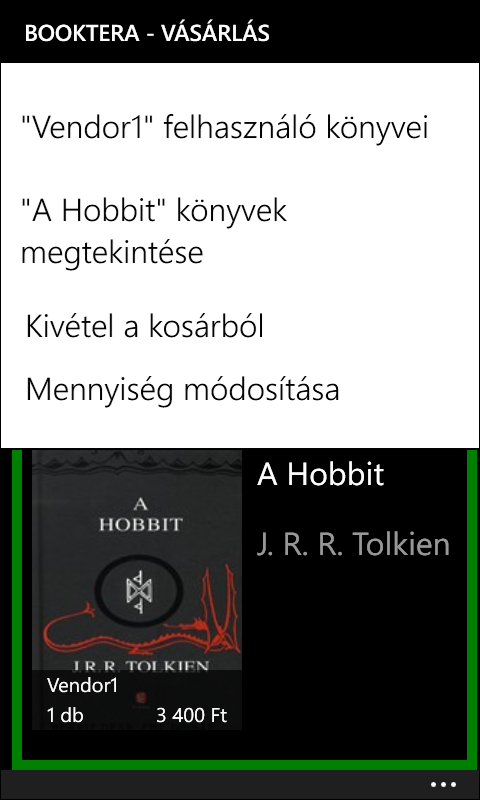 BOOKTERA - VÁSÁRLÁS
"Vendor1" felhasználó könyvei
"A Hobbit" könyvek
megtekintése
Kivétel a kosárból
Mennyiség módosítása
A Hobbit
J. R. R. Tolkien
A
HOBBIT
J.R.R. TOLKIEN
Vendor1
1 db 3 400 Ft